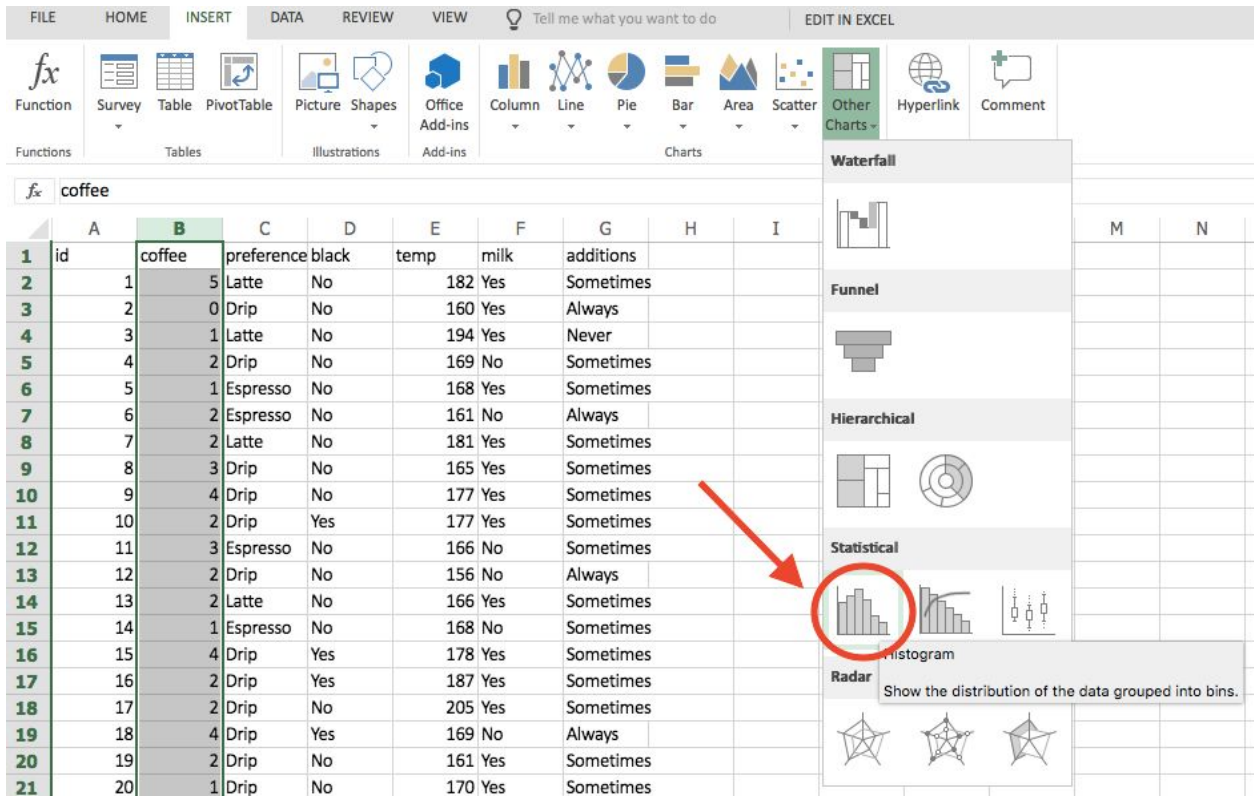 FILE HOME INSERT DATA REVIEW VIEW Tell me what you want to do EDIT IN EXCEL
fx
Function Survey Table PivotTable Picture Shapes Office Add-ins Column Line Pie Bar Area Scatter Other Charts Hyperlink Comment
Functions Tables Illustrations Add-ins Charts
fx coffee
A B C D E F G H I M N
1 id coffee preference black temp milk additions
2 1 5 Latte No 182 Yes Sometimes
3 2 0 Drip No 160 Yes Always
4 3 1 Latte No 194 Yes Never
5 4 2 Drip No 169 No Sometimes
6 5 1 Espresso No 168 Yes Sometimes
7 6 2 Espresso No 161 No Always
8 7 2 Latte No 181 Yes Sometimes
9 8 3 Drip No 165 Yes Sometimes
10 9 4 Drip No 177 Yes Sometimes
11 10 2 Drip Yes 177 Yes Sometimes
12 11 3 Espresso No 166 No Sometimes
13 12 2 Drip No 156 No Always
14 13 2 Latte No 166 Yes Sometimes
15 14 1 Espresso No 168 No Sometimes
16 15 4 Drip Yes 178 Yes Sometimes
17 16 2 Drip Yes 187 Yes Sometimes
18 17 2 Drip No 205 Yes Sometimes
19 18 4 Drip Yes 169 No Always
20 19 2 Drip No 161 Yes Sometimes
21 20 1 Drip No 170 Yes Sometimes
Waterfall
Funnel
Hierarchical
Statistical
Histogram
Show the distribution of the data grouped into bins.
Radar